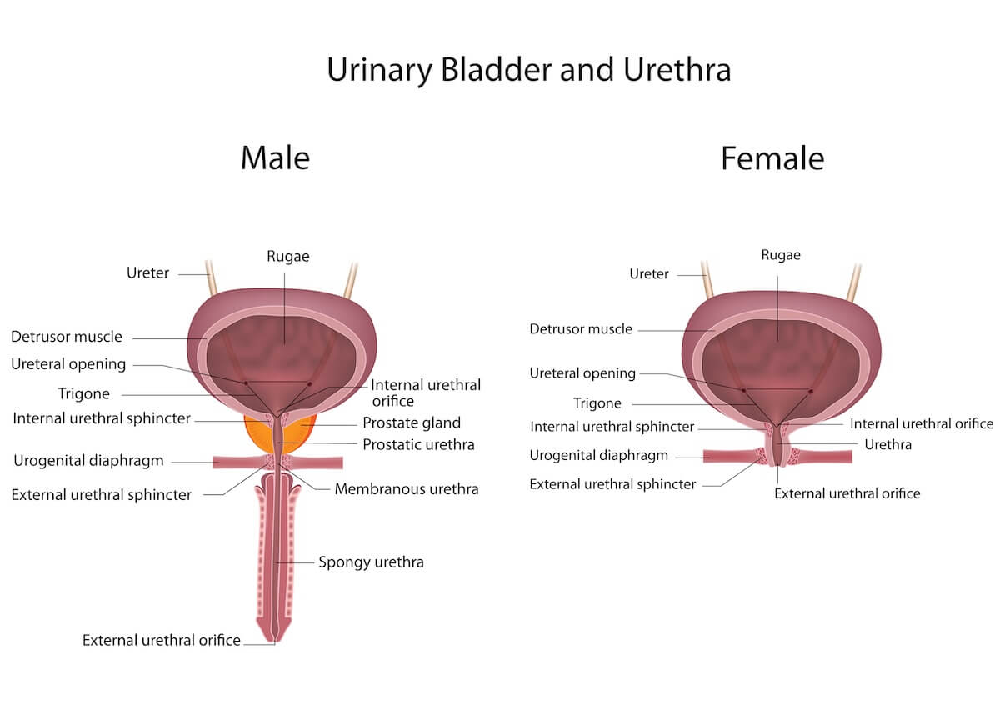 Urinary Bladder and Urethra
Male
Rugae
Ureter
Detrusor muscle
Ureteral opening
Trigone
Internal urethral sphincter
Urogenital diaphragm
External urethral sphincter
Internal urethral
orifice
Prostate gland
Prostatic urethra
Membranous urethra
Spongy urethra
External urethral orifice
Female
Rugae
Ureter
Detrusor muscle
Ureteral opening
Trigone
Internal urethral sphincter
Urogenital diaphragm
External urethral sphincter
Internal urethral orifice
Urethra
External urethral orifice